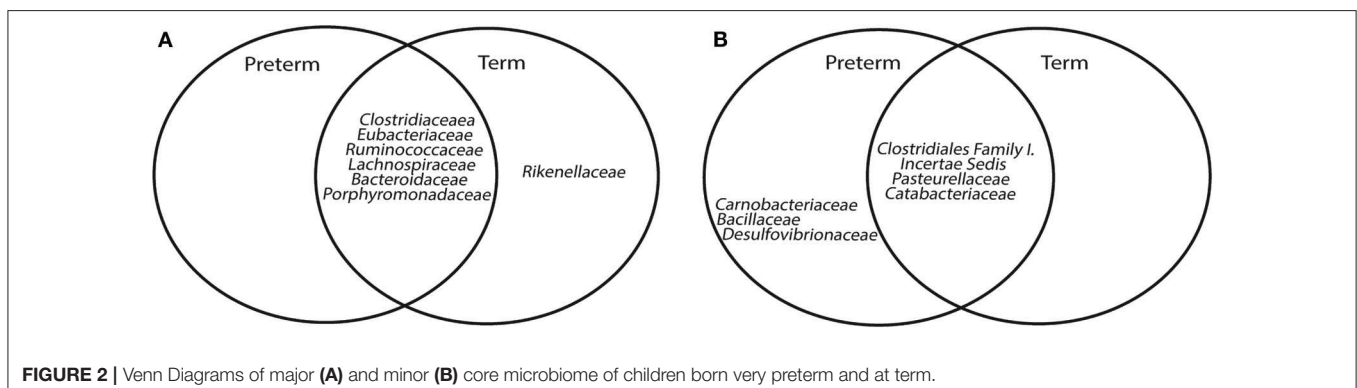 A
Preterm
Term
Clostridiaceaea
Eubacteriaceae
Ruminococcaceae
Lachnospiraceae
Bacteroidaceae
Porphyromonadaceae
Rikenellaceae
B
Preterm
Term
Clostridiales Family I.
Incertae Sedis
Pasteurellaceae
Catabacteriaceae
Carnobacteriaceae
Bacillaceae
Desulfovibrionaceae
FIGURE 2 | Venn Diagrams of major (A) and minor (B) core microbiome of children born very preterm and at term.